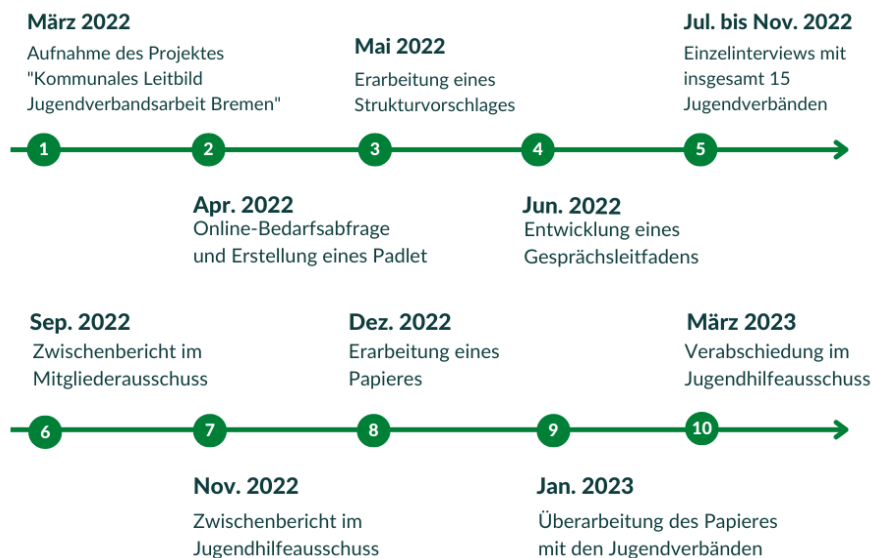 März 2022
Aufnahme des Projektes
"Kommunales Leitbild
Jugendverbandsarbeit Bremen"
Mai 2022
Erarbeitung eines
Strukturvorschlages
Jul. bis Nov. 2022
Einzelinterviews mit
insgesamt 15
Jugendverbänden
1
2
3
4
5
Apr. 2022
Online-Bedarfsabfrage
und Erstellung eines Padlet
Jun. 2022
Entwicklung eines
Gesprächsleitfadens
Sep. 2022
Zwischenbericht im
Mitgliederausschuss
Dez. 2022
Erarbeitung eines
Papieres
März 2023
Verabschiedung im
Jugendhilfeausschuss
6
7
8
9
10
Nov. 2022
Zwischenbericht im
Jugendhilfeausschuss
Jan. 2023
Überarbeitung des Papieres
mit den Jugendverbänden